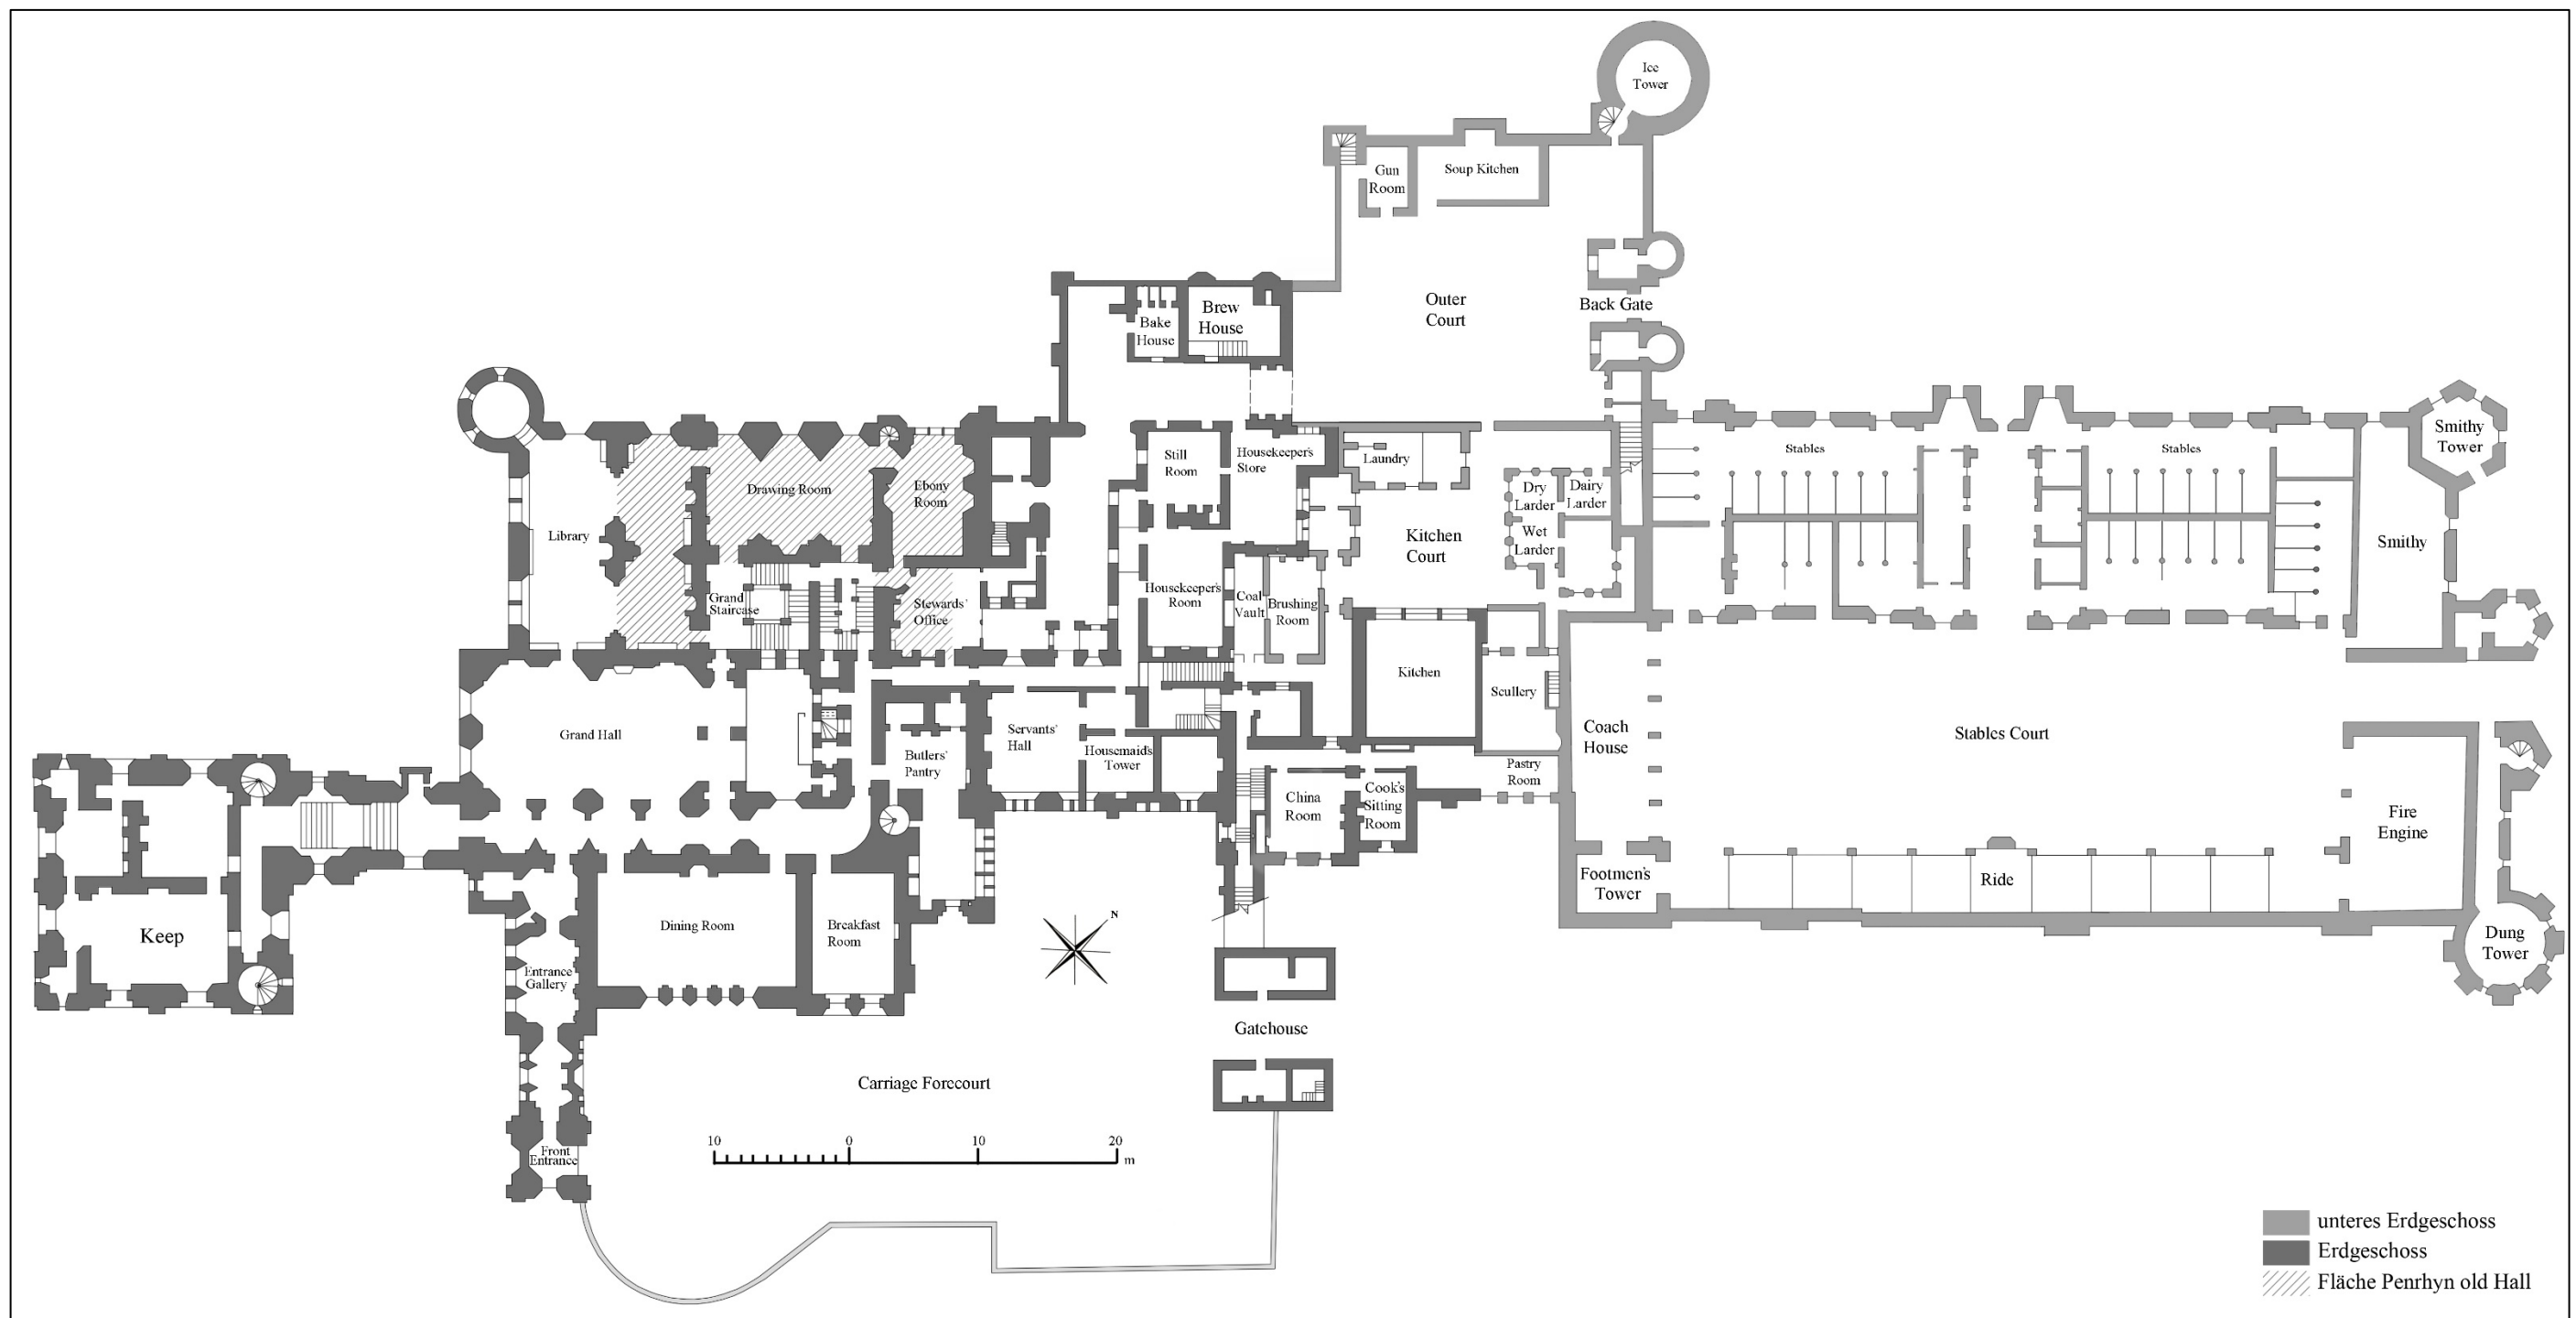 Ice
Tower
Gun
Room
Soup Kitchen
Outer
Court
Back Gate
Brew
House
Bake
House
Smithy
Tower
Stables
Stables
Still
Room
Housekeeper's
Store
Laundry
Drawing Room
Ebony
Room
Dry
Larder
Dairy
Larder
Wet
Larder
Library
Kitchen
Court
Smithy
Grand
Staircase
Stewards'
Office
Housekeeper's
Room
Coal
Vault
Brushing
Room
Kitchen
Scullery
Grand Hall
Servants'
Hall
Housemaid's
Tower
Butlers'
Pantry
Coach
House
Stables Court
Pastry
Room
China
Room
Cook's
Sitting
Room
Fire
Engine
Footmen's
Tower
Ride
Keep
Dining Room
Breakfast
Room
N
Dung
Tower
Entrance
Gallery
Gatehouse
Carriage Forecourt
Front
Entrance
10 0 10 20
m
unteres Erdgeschoss
Erdgeschoss
Fläche Penrhyn old Hall